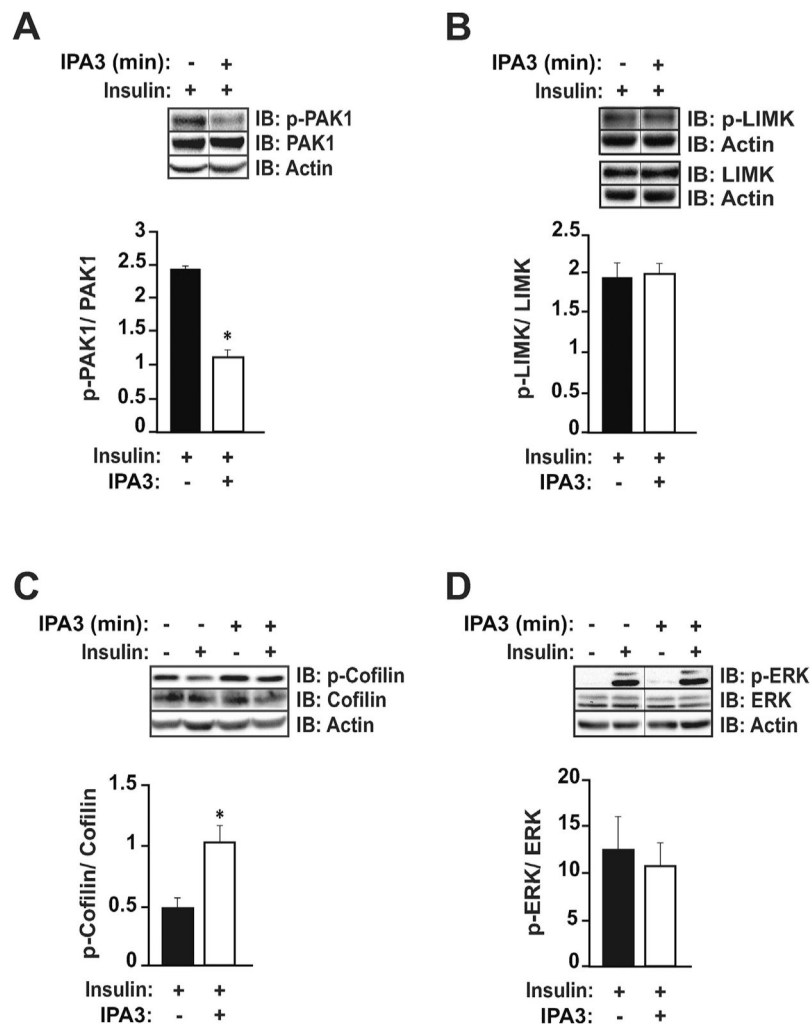 A
IPA3 (min): - +
Insulin: + +
IB: p-PAK1
IB: PAK1
IB: Actin
3
2.5
2
1.5
1
0.5
0
p-PAK1/ PAK1
*
Insulin: + +
IPA3: - +
B
IPA3 (min): - +
Insulin: + +
IB: p-LIMK
IB: Actin
IB: LIMK
IB: Actin
2.5
2
1.5
1
0.5
0
p-LIMK/ LIMK
Insulin: + +
IPA3: - +
C
IPA3 (min): - - + +
Insulin: - + - +
IB: p-Cofilin
IB: Cofilin
IB: Actin
1.5
1
0.5
0
p-Cofilin/ Cofilin
*
Insulin: + +
IPA3: - +
D
IPA3 (min): - - + +
Insulin: - + - +
IB: p-ERK
IB: ERK
IB: Actin
20
15
10
5
0
p-ERK/ ERK
Insulin: + +
IPA3: - +